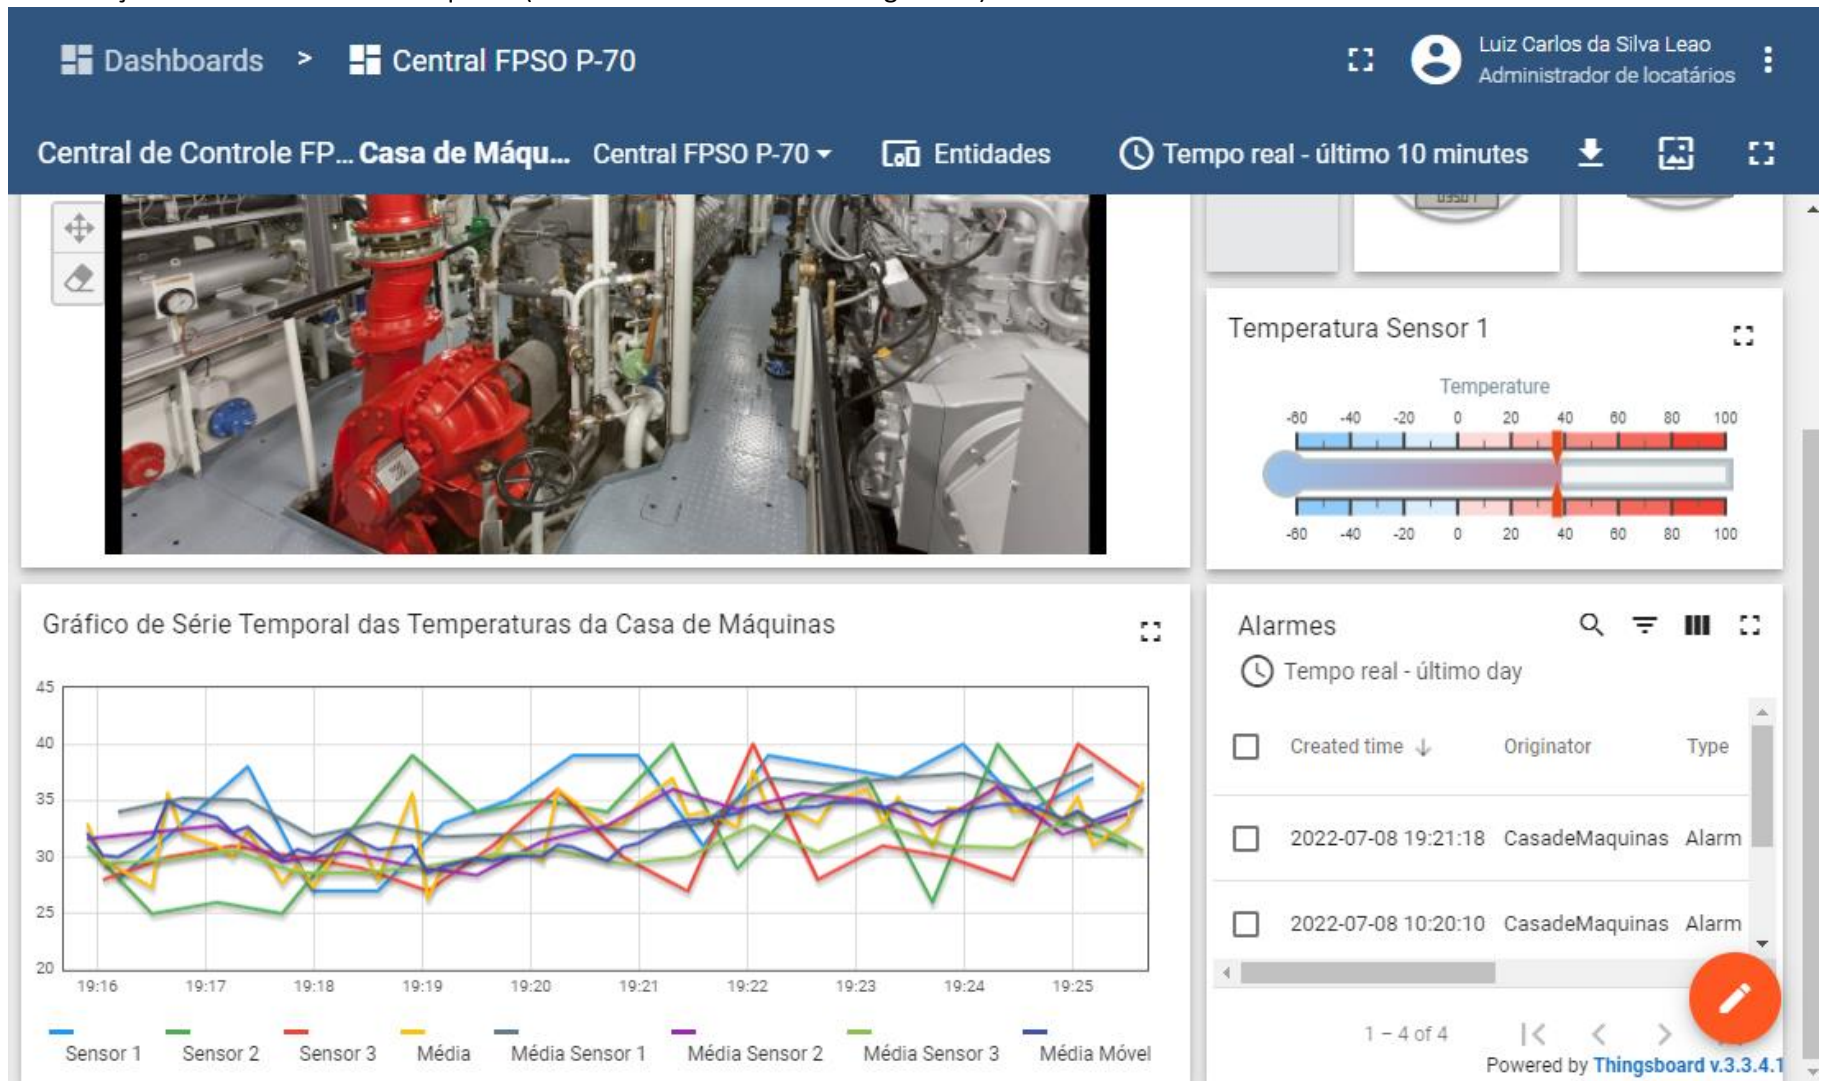 Dashboards > Central FPSO P-70
Luiz Carlos da Silva Leao
Administrador de locatários
Central de Controle FP... Casa de Máqu... Central FPSO P-70 Entidades Tempo real - último 10 minutes
Temperatura Sensor 1
Temperature
-60 -40 -20 0 20 40 60 80 100
-60 -40 -20 0 20 40 60 80 100
Gráfico de Série Temporal das Temperaturas da Casa de Máquinas
45
40
35
30
25
20
19:16 19:17 19:18 19:19 19:20 19:21 19:22 19:23 19:24 19:25
Sensor 1 Sensor 2 Sensor 3 Média Média Sensor 1 Média Sensor 2 Média Sensor 3 Média Móvel
Alarmes
Tempo real - último day
Created time Originator Type
2022-07-08 19:21:18 CasadeMaquinas Alarm
2022-07-08 10:20:10 CasadeMaquinas Alarm
1 – 4 of 4
Powered by Thingsboard v.3.3.4.1